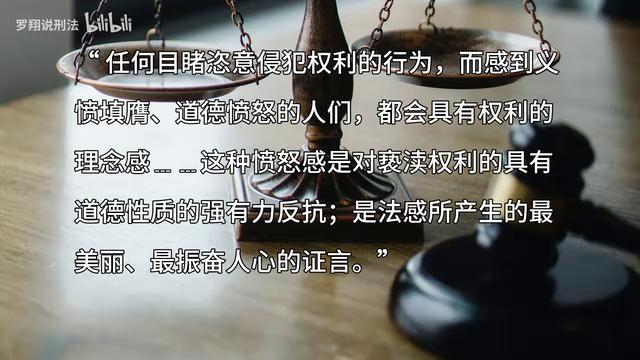 罗翔说刑法 bilibili
“任何目睹恣意侵犯权利的行为，而感到义
愤填膺、道德愤怒的人们，都会具有权利的
理念感﹍﹍这种愤怒感是对亵渎权利的具有
道德性质的强有力反抗；是法感所产生的最
美丽、最振奋人心的证言。”